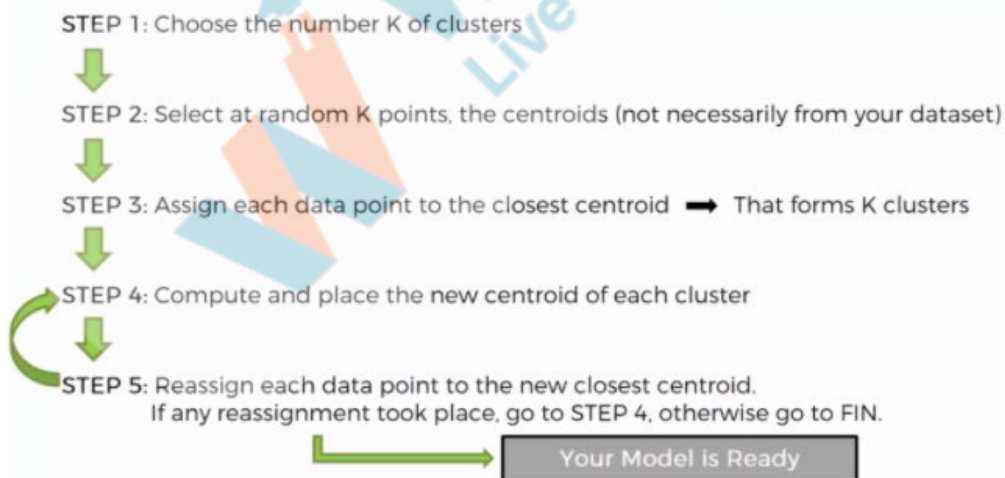 STEP 1: Choose the number K of clusters
STEP 2: Select at random K points, the centroids (not necessarily from your dataset)
STEP 3: Assign each data point to the closest centroid ➡ That forms K clusters
STEP 4: Compute and place the new centroid of each cluster
STEP 5: Reassign each data point to the new closest centroid.
If any reassignment took place, go to STEP 4, otherwise go to FIN.
Your Model is Ready
Live